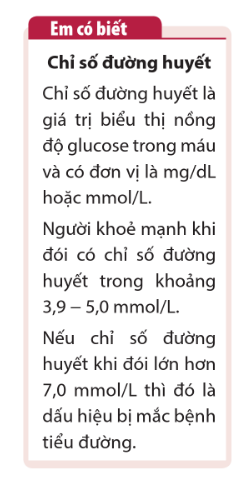 Em có biết
Chỉ số đường huyết
Chỉ số đường huyết là
giá trị biểu thị nồng
độ glucose trong máu
và có đơn vị là mg/dL
hoặc mmol/L.
Người khoẻ mạnh khi
đói có chỉ số đường
huyết trong khoảng
3,9 – 5,0 mmol/L.
Nếu chỉ số đường
huyết khi đói lớn hơn
7,0 mmol/L thì đó là
dấu hiệu bị mắc bệnh
tiểu đường.